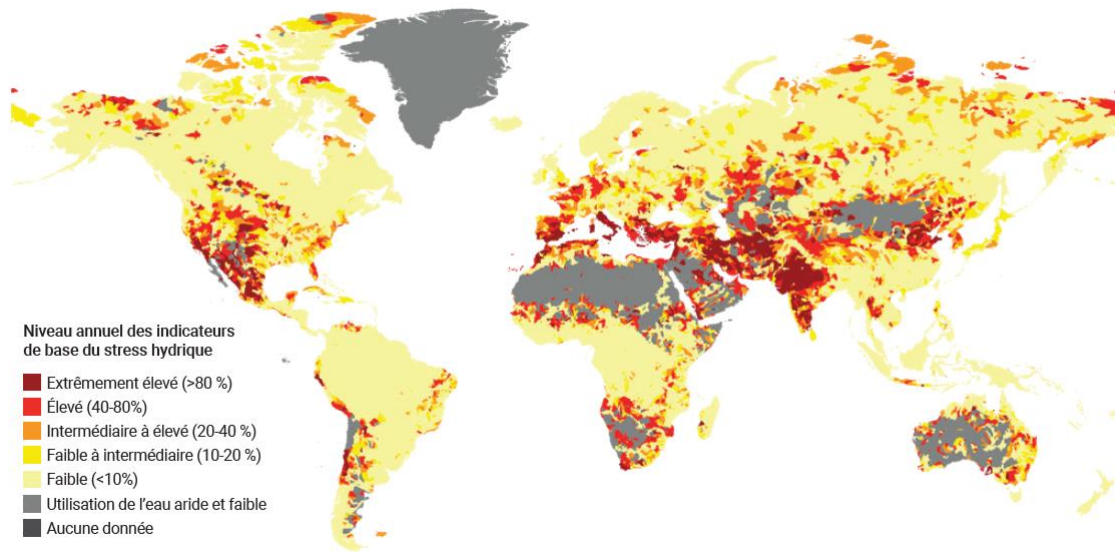 Niveau annuel des indicateurs
de base du stress hydrique
Extrêmement élevé (>80 %)
Élevé (40-80%)
Intermédiaire à élevé (20-40 %)
Faible à intermédiaire (10-20 %)
Faible (<10%)
Utilisation de l’eau aride et faible
Aucune donnée